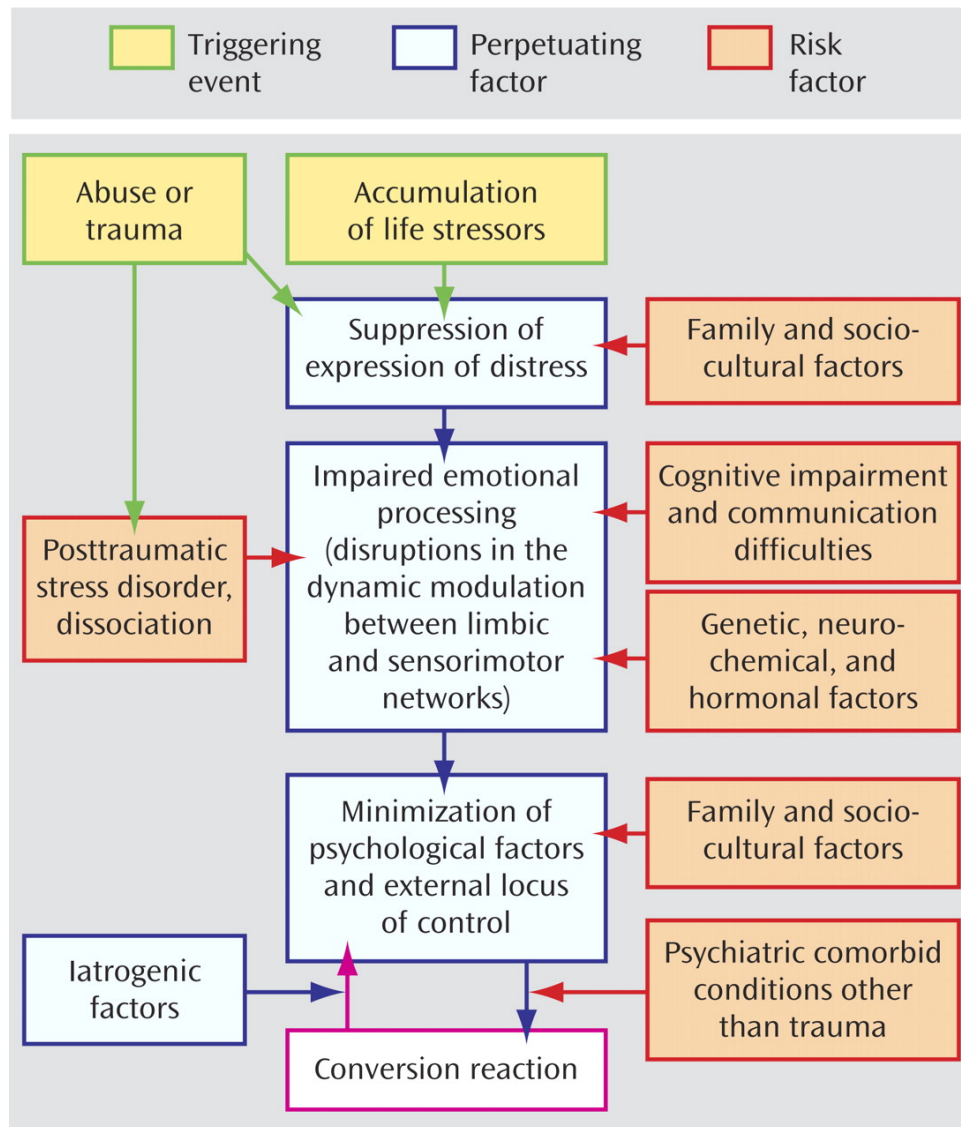 Triggering
event
Perpetuating
factor
Risk
factor
Abuse or
trauma
Accumulation
of life stressors
Suppression of
expression of distress
Family and socio-
cultural factors
Impaired emotional
processing
(disruptions in the
dynamic modulation
between limbic
and sensorimotor
networks)
Cognitive impairment
and communication
difficulties
Posttraumatic
stress disorder,
dissociation
Genetic, neuro-
chemical, and
hormonal factors
Minimization of
psychological factors
and external locus
of control
Family and socio-
cultural factors
Iatrogenic
factors
Psychiatric comorbid
conditions other
than trauma
Conversion reaction